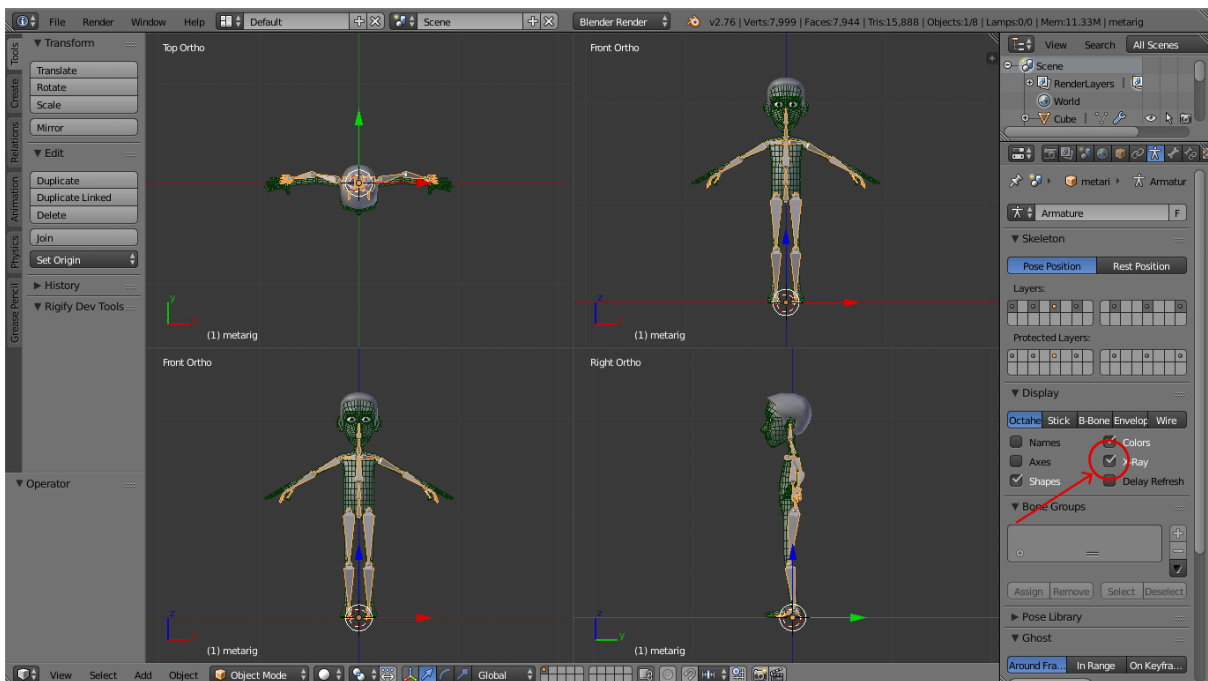 File Render Window Help Default Scene Blender Render v2.76 | Verts:7,999 | Faces:7,944 | Tris:15,888 | Objects:1/8 | Lamps:0/0 | Mem:11.33M | metarig
Tools
Create
Relations
Animation
Physics
Grease Pencil
Transform
Translate
Rotate
Scale
Mirror
Edit
Duplicate
Duplicate Linked
Delete
Join
Set Origin
History
Rigify Dev Tools
Operator
Top Ortho
y
x
(1) metarig
Front Ortho
z
x
(1) metarig
Front Ortho
z
x
(1) metarig
Right Ortho
z
y
(1) metarig
View Search All Scenes
Scene
RenderLayers
World
Cube
metari Armatur
Armature F
Skeleton
Pose Position Rest Position
Layers:
Protected Layers:
Display
Octahe Stick B-Bone Envelop Wire
Names Colors
Axes X-Ray
Shapes Delay Refresh
Bone Groups
Assign Remove Select Deselect
Pose Library
Ghost
Around Fra... In Range On Keyfra...
View Select Add Object Object Mode Global